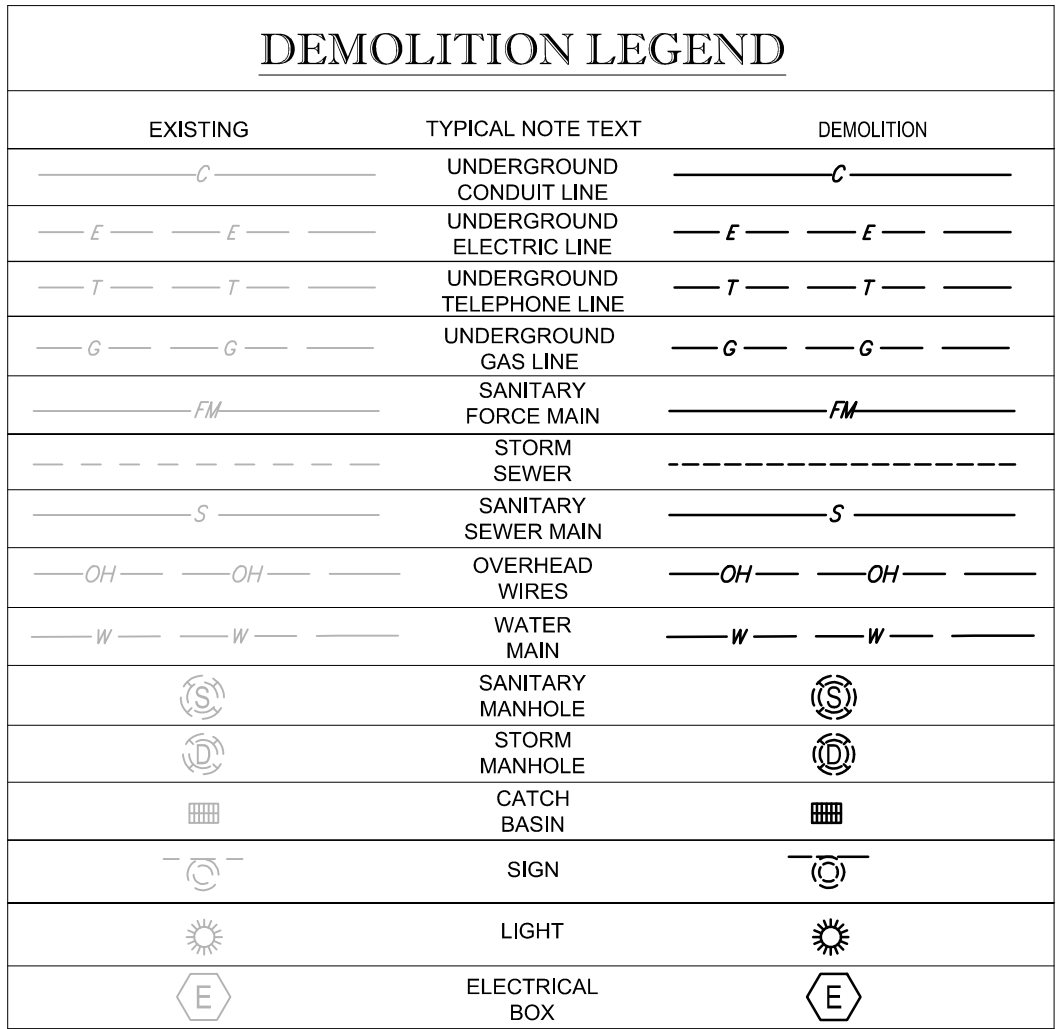 DEMOLITION LEGEND
EXISTING TYPICAL NOTE TEXT DEMOLITION
C UNDERGROUND CONDUIT LINE C
E E UNDERGROUND ELECTRIC LINE E E
T T UNDERGROUND TELEPHONE LINE T T
G G UNDERGROUND GAS LINE G G
FM SANITARY FORCE MAIN FM
STORM SEWER
S SANITARY SEWER MAIN S
OH OH OVERHEAD WIRES OH OH
W W WATER MAIN W W
S SANITARY MANHOLE S
D STORM MANHOLE D
CATCH BASIN
SIGN
LIGHT
E ELECTRICAL BOX E